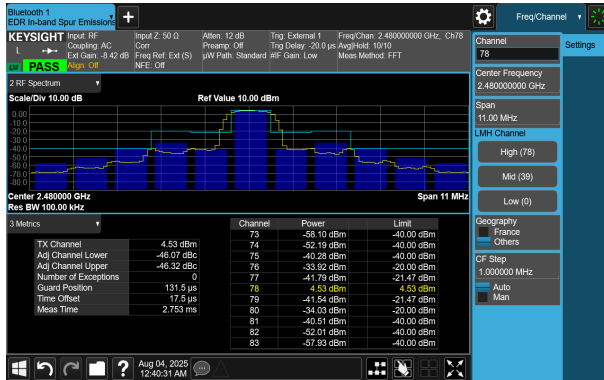 Bluetooth 1
EDR In-band Spur Emissions
Freq/Channel
KEYSIGHT
L
PASS
Input: RF
Coupling: AC
Ext Gain: -8.42 dB
Align: Off
Input Z: 50 Ω
Corr
Freq Ref: Ext (S)
NFE: Off
Atten: 12 dB
Preamp: Off
µW Path: Standard
Trig: External 1
Trig Delay: -20.0 µs
#IF Gain: Low
Freq/Chan: 2.480000000 GHz, Ch78
Avg|Hold: 10/10
Meas Method: FFT
2 RF Spectrum
Scale/Div 10.00 dB
Ref Value 10.00 dBm
0.00
-10.0
-20.0
-30.0
-40.0
-50.0
-60.0
-70.0
-80.0
Center 2.480000 GHz
Res BW 100.00 kHz
Span 11 MHz
3 Metrics
TX Channel 4.53 dBm
Adj Channel Lower -46.07 dBc
Adj Channel Upper -46.32 dBc
Number of Exceptions 0
Guard Position 131.5 µs
Time Offset 17.5 µs
Meas Time 2.753 ms
Channel Power Limit
73 -58.10 dBm -40.00 dBm
74 -52.19 dBm -40.00 dBm
75 -40.28 dBm -40.00 dBm
76 -33.92 dBm -20.00 dBm
77 -41.79 dBm -21.47 dBm
78 4.53 dBm 4.53 dBm
79 -41.54 dBm -21.47 dBm
80 -34.03 dBm -20.00 dBm
81 -40.51 dBm -40.00 dBm
82 -52.01 dBm -40.00 dBm
83 -57.93 dBm -40.00 dBm
Channel
78
Settings
Center Frequency
2.480000000 GHz
Span
11.00 MHz
LMH Channel
High (78)
Mid (39)
Low (0)
Geography
France
Others
CF Step
1.000000 MHz
Auto
Man
?
Aug 04, 2025
12:40:31 AM